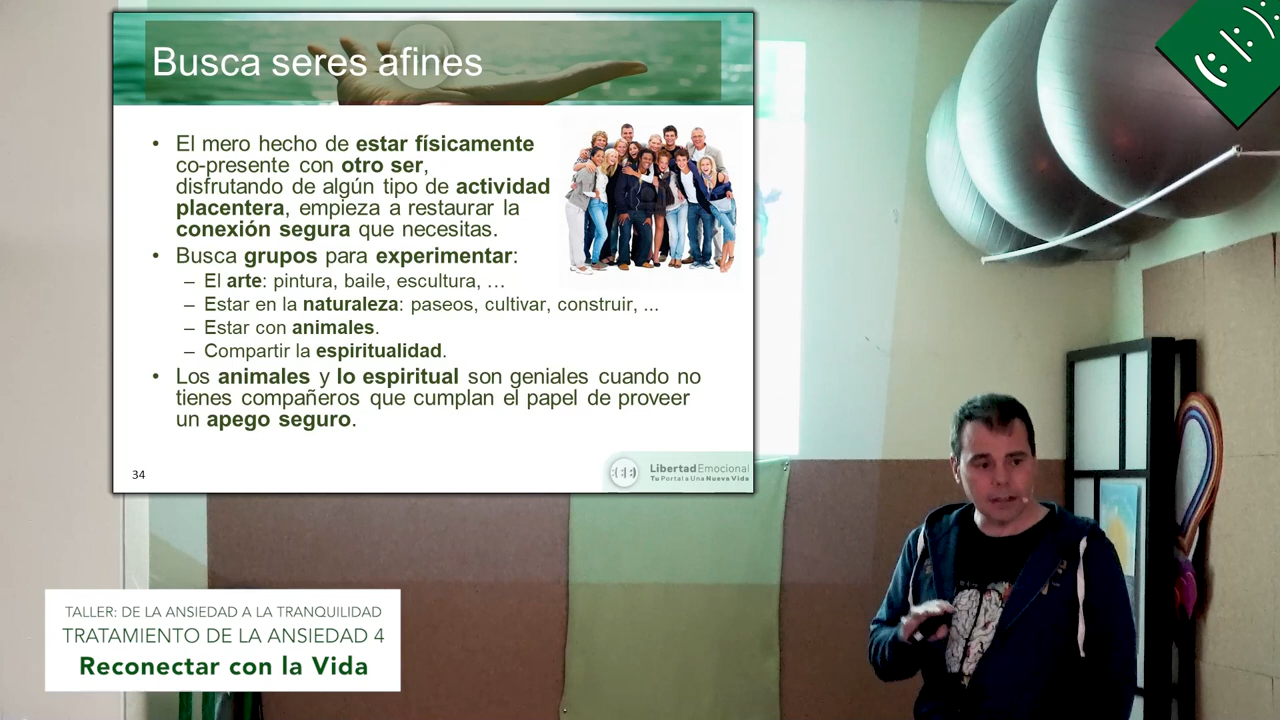 Busca seres afines
• El mero hecho de estar físicamente
co-presente con otro ser,
disfrutando de algún tipo de actividad
placentera, empieza a restaurar la
conexión segura que necesitas.
• Busca grupos para experimentar:
– El arte: pintura, baile, escultura, …
– Estar en la naturaleza: paseos, cultivar, construir, ...
– Estar con animales.
– Compartir la espiritualidad.
• Los animales y lo espiritual son geniales cuando no
tienes compañeros que cumplan el papel de proveer
un apego seguro.
34
LibertadEmocional
Tu Portal a Una Nueva Vida
TALLER: DE LA ANSIEDAD A LA TRANQUILIDAD
TRATAMIENTO DE LA ANSIEDAD 4
Reconectar con la Vida